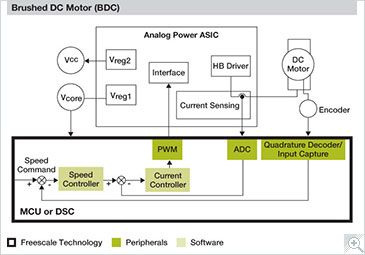 Brushed DC Motor (BDC)
Analog Power ASIC
Vcc
Vreg2
Interface
HB Driver
DC
Motor
Vcore
Vreg1
Current Sensing
Encoder
PWM
ADC
Quadrature Decoder/
Input Capture
Speed
Command
+
-
Speed
Controller
+
-
Current
Controller
MCU or DSC
Freescale Technology
Peripherals
Software